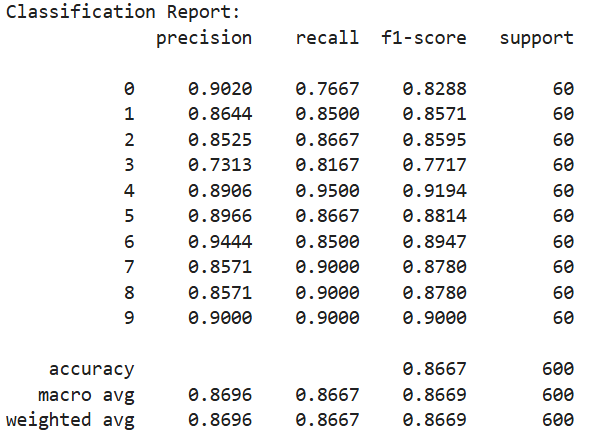 Classification Report:
precision recall f1-score support
0 0.9020 0.7667 0.8288 60
1 0.8644 0.8500 0.8571 60
2 0.8525 0.8667 0.8595 60
3 0.7313 0.8167 0.7717 60
4 0.8906 0.9500 0.9194 60
5 0.8966 0.8667 0.8814 60
6 0.9444 0.8500 0.8947 60
7 0.8571 0.9000 0.8780 60
8 0.8571 0.9000 0.8780 60
9 0.9000 0.9000 0.9000 60
accuracy 0.8667 600
macro avg 0.8696 0.8667 0.8669 600
weighted avg 0.8696 0.8667 0.8669 600